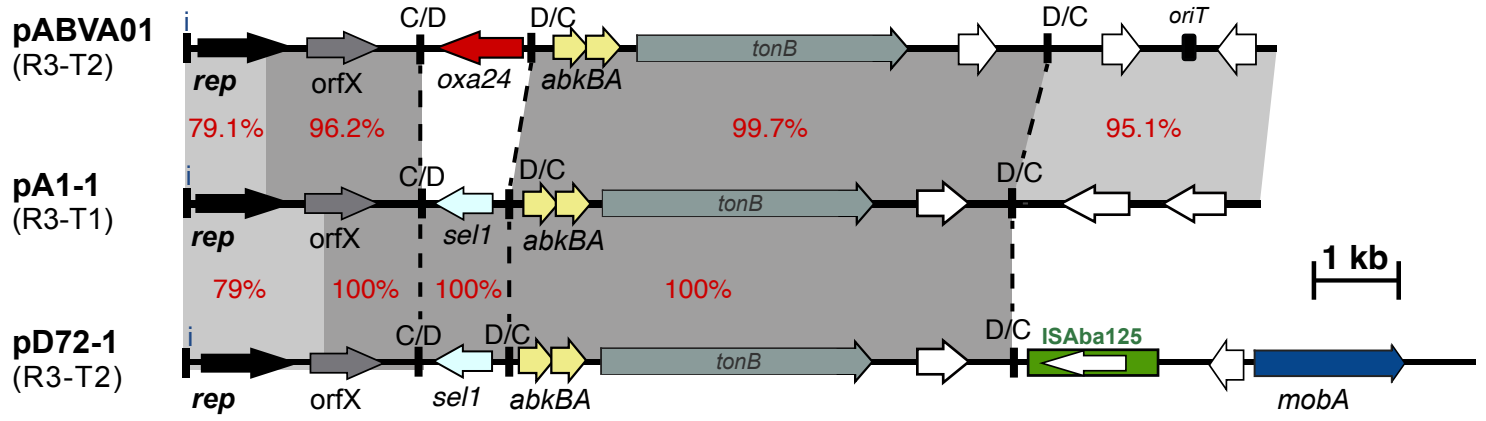 i C/D D/C D/C oriT
pABVA01
(R3-T2)
rep orfX oxa24 abkBA tonB
79.1% 96.2% 99.7% 95.1%
i C/D D/C D/C
pA1-1
(R3-T1)
rep orfX sel1 abkBA tonB
1 kb
79% 100% 100% 100%
i C/D D/C D/C ISAba125
pD72-1
(R3-T2)
rep orfX sel1 abkBA tonB mobA